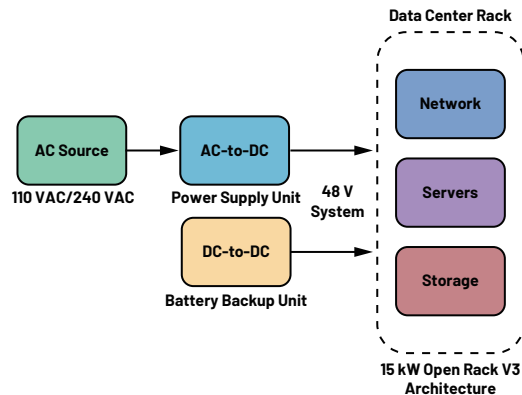 Data Center Rack
Network
AC Source
AC-to-DC
110 VAC/240 VAC
Power Supply Unit
48 V
System
Servers
DC-to-DC
Battery Backup Unit
Storage
15 kW Open Rack V3
Architecture